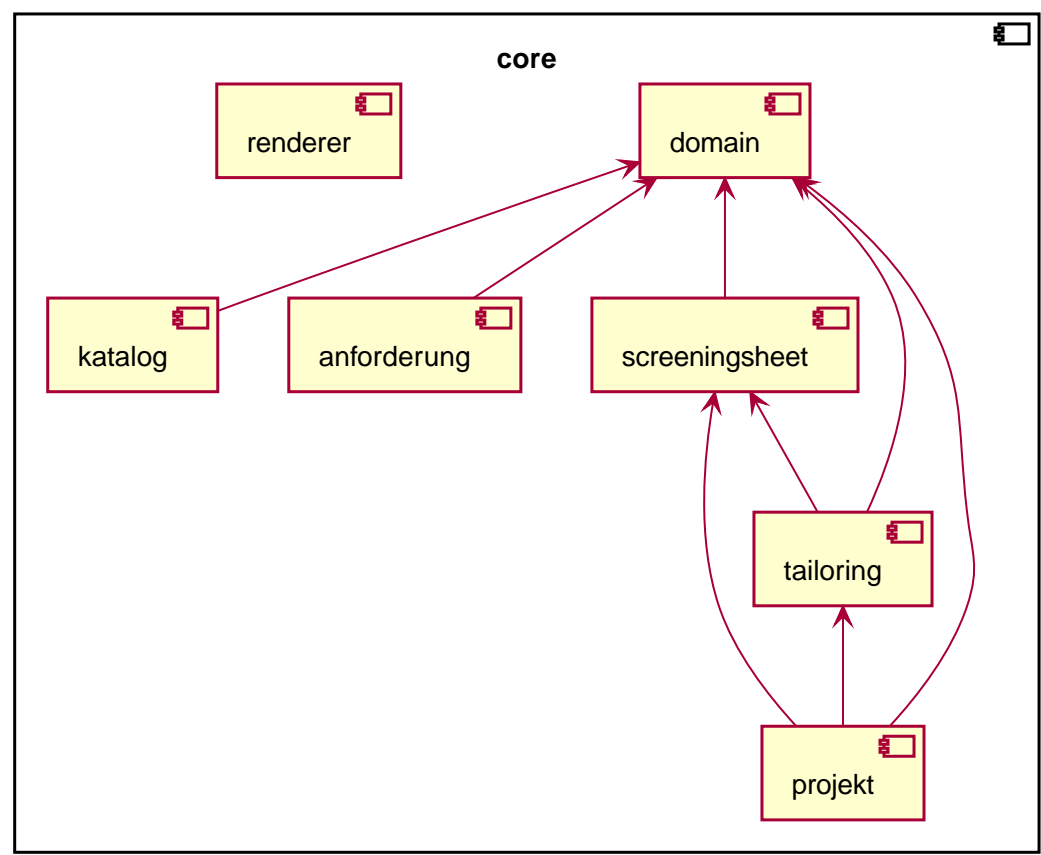 core
renderer
domain
katalog
anforderung
screeningsheet
tailoring
projekt